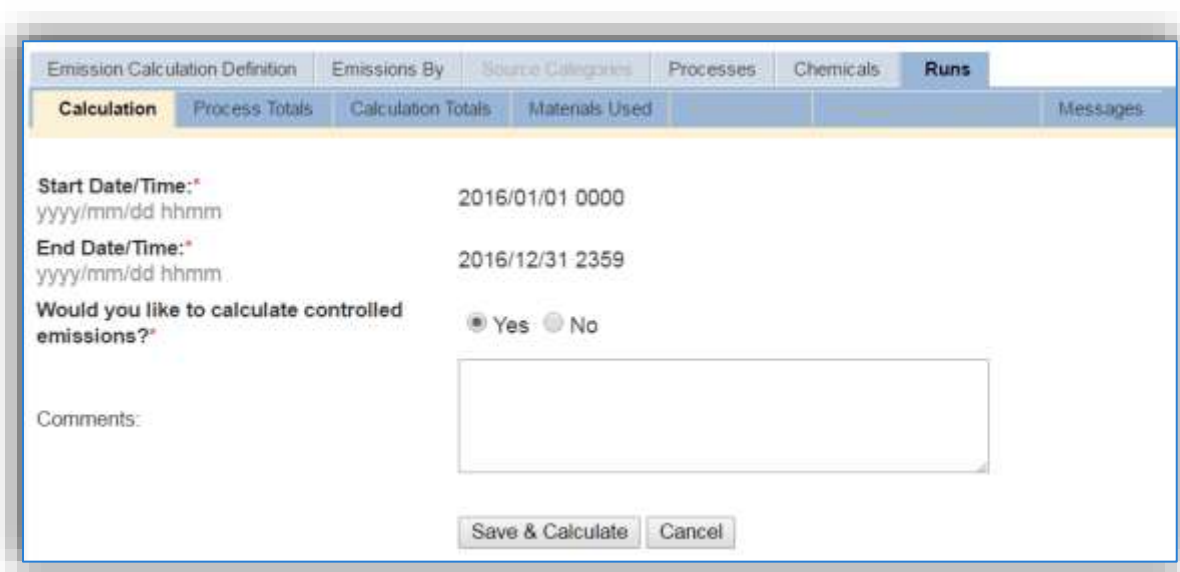 Emission Calculation Definition Emissions By Source Categories Processes Chemicals Runs
Calculation Process Totals Calculation Totals Materials Used Messages
Start Date/Time:*
yyyy/mm/dd hhmm
2016/01/01 0000
End Date/Time:*
yyyy/mm/dd hhmm
2016/12/31 2359
Would you like to calculate controlled
emissions?*
Yes No
Comments:
Save & Calculate Cancel